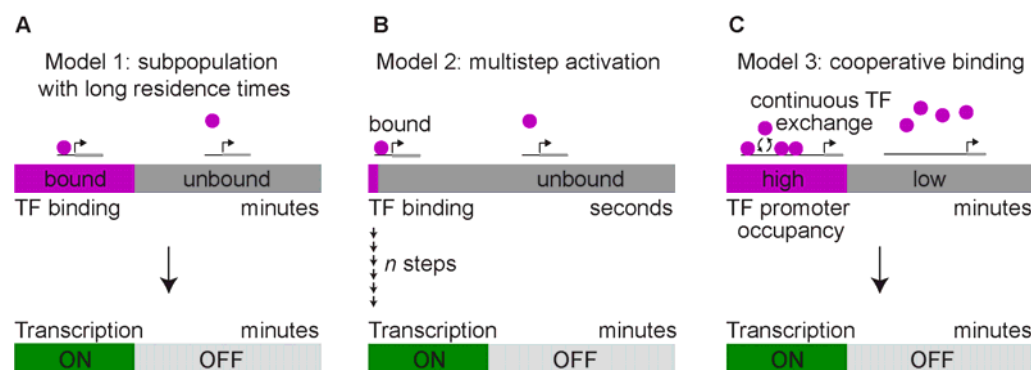 A
Model 1: subpopulation
with long residence times
bound
unbound
TF binding
minutes
Transcription
minutes
ON
OFF
B
Model 2: multistep activation
bound
unbound
TF binding
seconds
n steps
Transcription
minutes
ON
OFF
C
Model 3: cooperative binding
continuous TF
exchange
high
low
TF promoter
occupancy
minutes
Transcription
minutes
ON
OFF